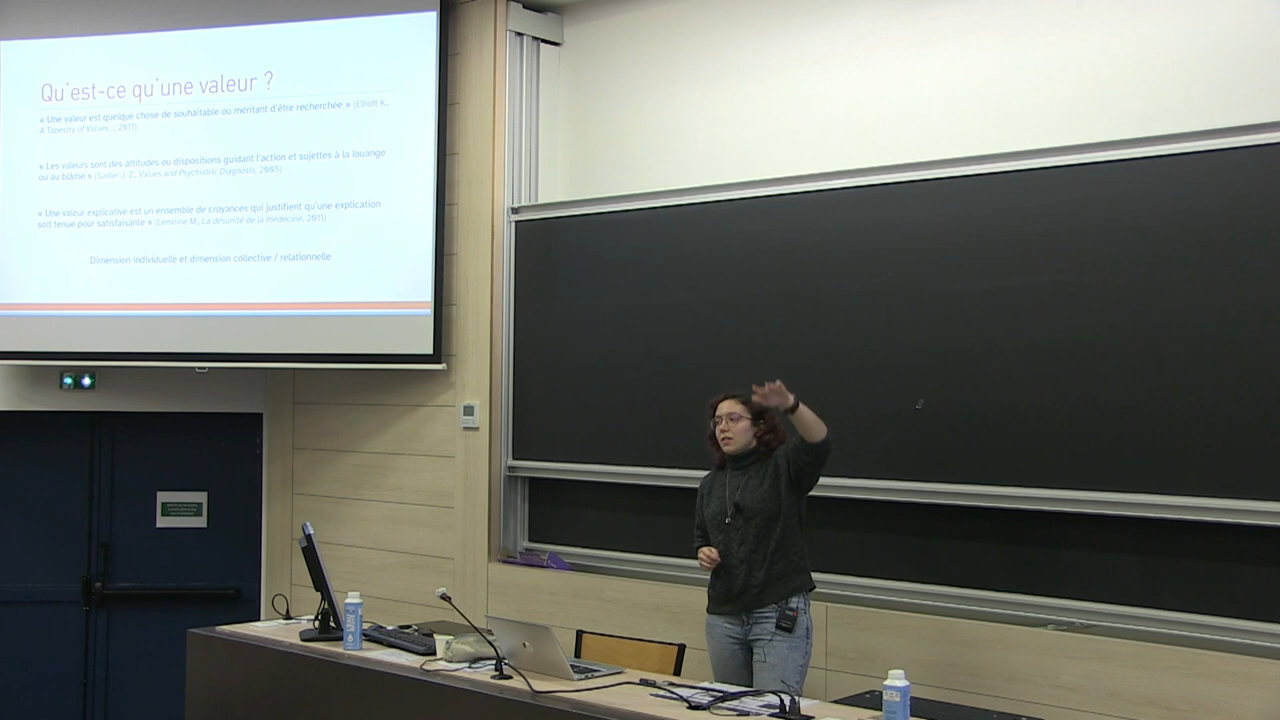 Qu'est-ce qu'une valeur ?
« Une valeur est quelque chose de souhaitable ou méritant d'être recherchée » (Elliott K.,
A Tapestry of Values..., 2017)
« Les valeurs sont des attitudes ou dispositions guidant l'action et sujettes à la louange
ou au blâme » (Sadler J. Z., Values and Psychiatric Diagnosis, 2005)
« Une valeur explicative est un ensemble de croyances qui justifient qu'une explication
soit tenue pour satisfaisante » (Lemoine M., La désunité de la médecine, 2011)
Dimension individuelle et dimension collective / relationnelle